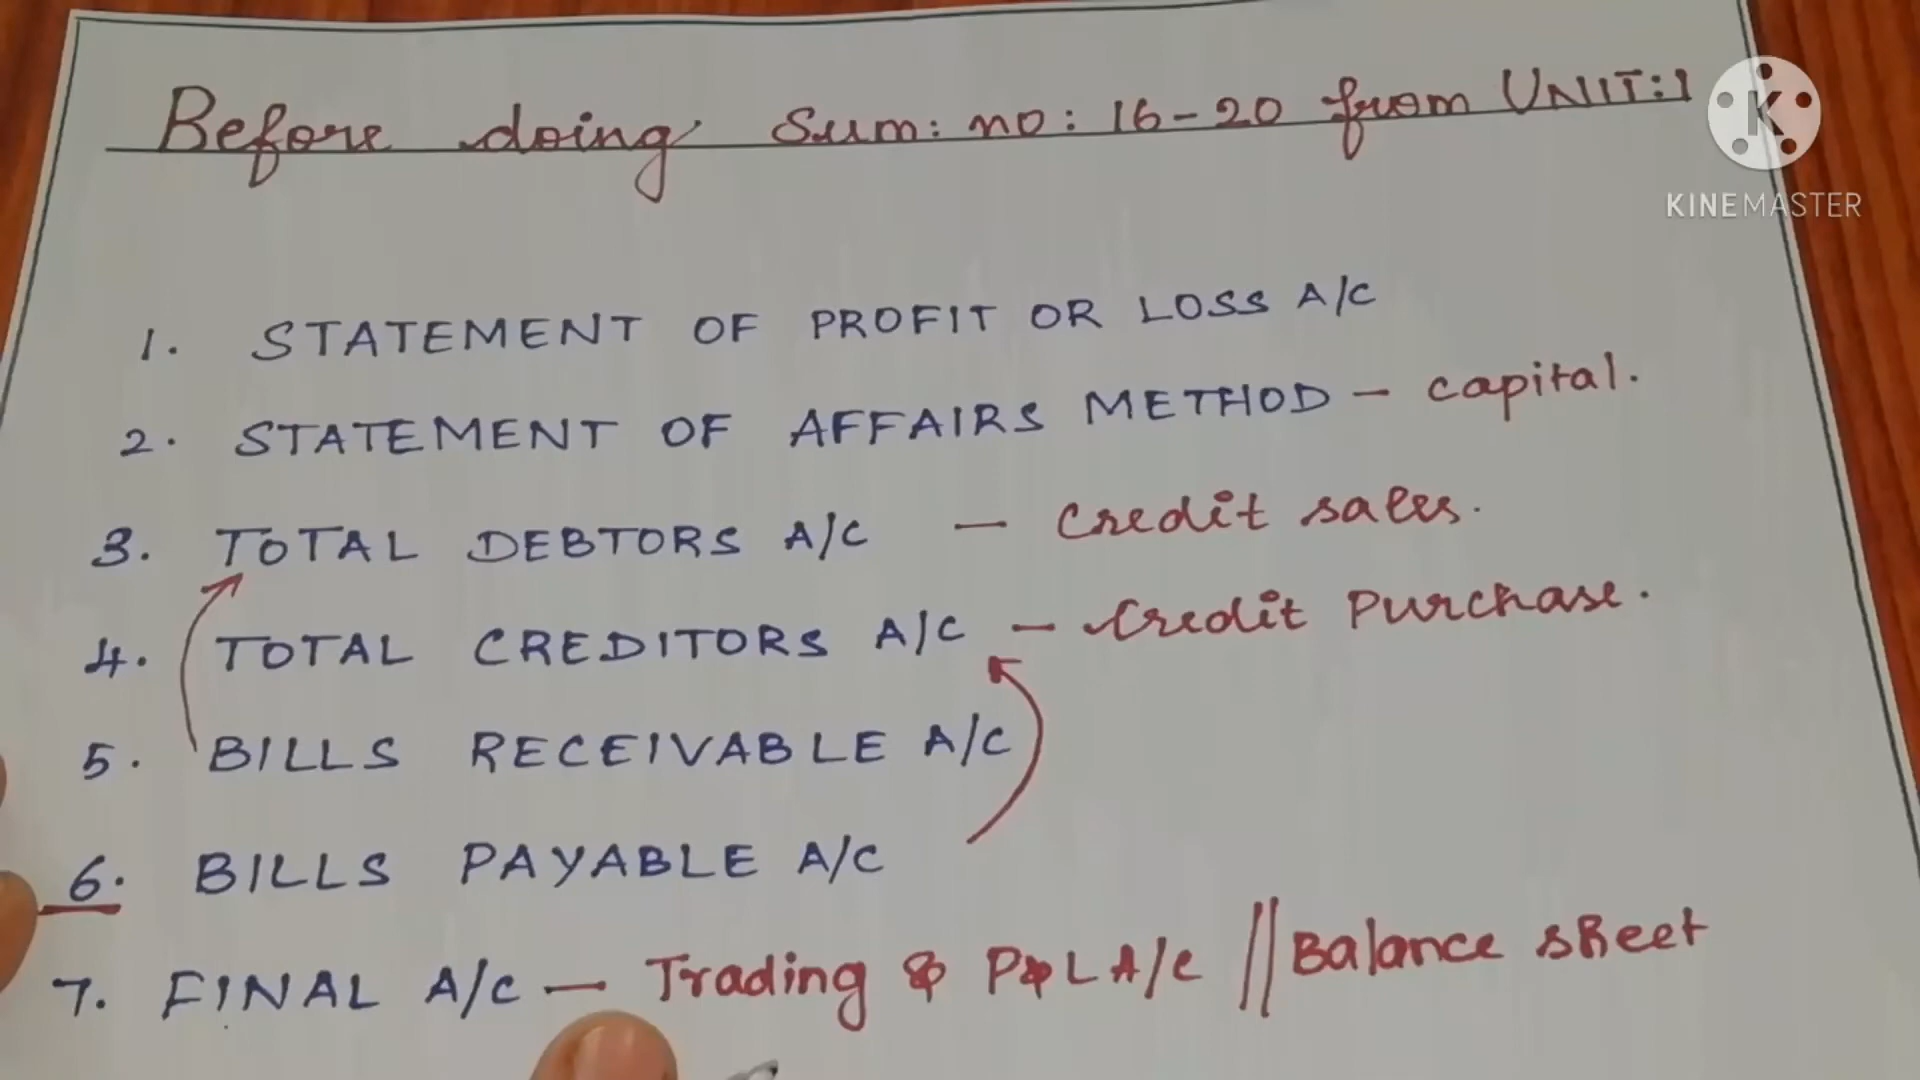 Before doing Sum: no: 16-20 from UNIT:1
K
KINEMASTER
1. STATEMENT OF PROFIT OR LOSS A/C
2. STATEMENT OF AFFAIRS METHOD - capital.
3. TOTAL DEBTORS A/C - Credit sales.
4. TOTAL CREDITORS A/C - Credit Purchase.
5. BILLS RECEIVABLE A/C
6. BILLS PAYABLE A/C
7. FINAL A/C - Trading & P&L A/c // Balance sheet